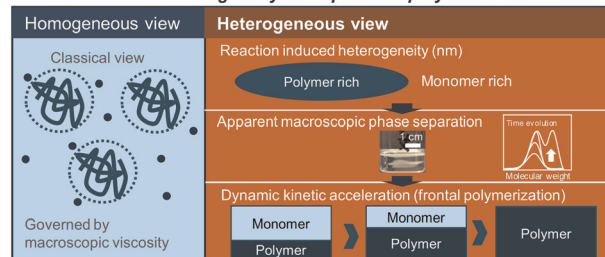 Homogeneous view
Heterogeneous view
Classical view
Governed by
macroscopic viscosity
Reaction induced heterogeneity (nm)
Polymer rich
Monomer rich
Apparent macroscopic phase separation
1 cm
Time evolution
Molecular weight
Dynamic kinetic acceleration (frontal polymerization)
Monomer
Polymer
Monomer
Polymer
Polymer